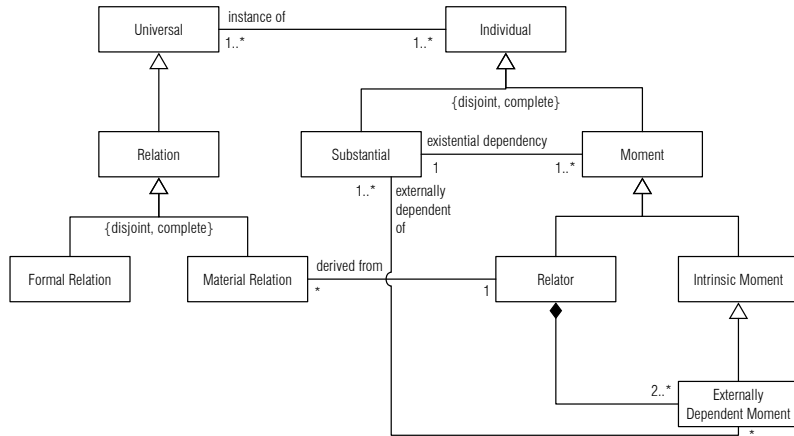 Universal
instance of
1..*
1..*
Individual
{disjoint, complete}
Relation
Substantial
existential dependency
1
1..*
Moment
1..*
externally
dependent
of
{disjoint, complete}
Formal Relation
Material Relation
derived from
*
1
Relator
Intrinsic Moment
2..*
Externally
Dependent Moment
*